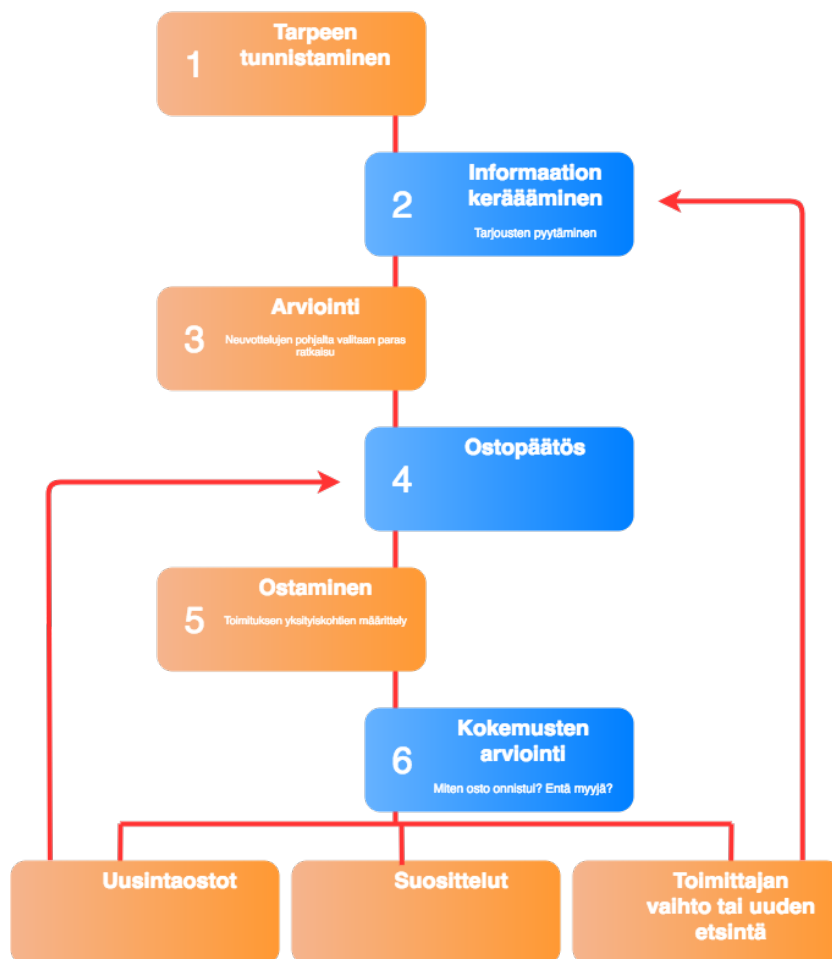 1
Tarpeen
tunnistaminen
2
Informaation
keräääminen
Tarjousten pyytäminen
3
Arviointi
Neuvottelujen pohjalta valitaan paras
ratkaisu
4
Ostopäätös
5
Ostaminen
Toimituksen yksityiskohtien määrittely
6
Kokemusten
arviointi
Miten osto onnistui? Entä myyjä?
Uusintaostot
Suosittelut
Toimittajan
vaihto tai uuden
etsintä